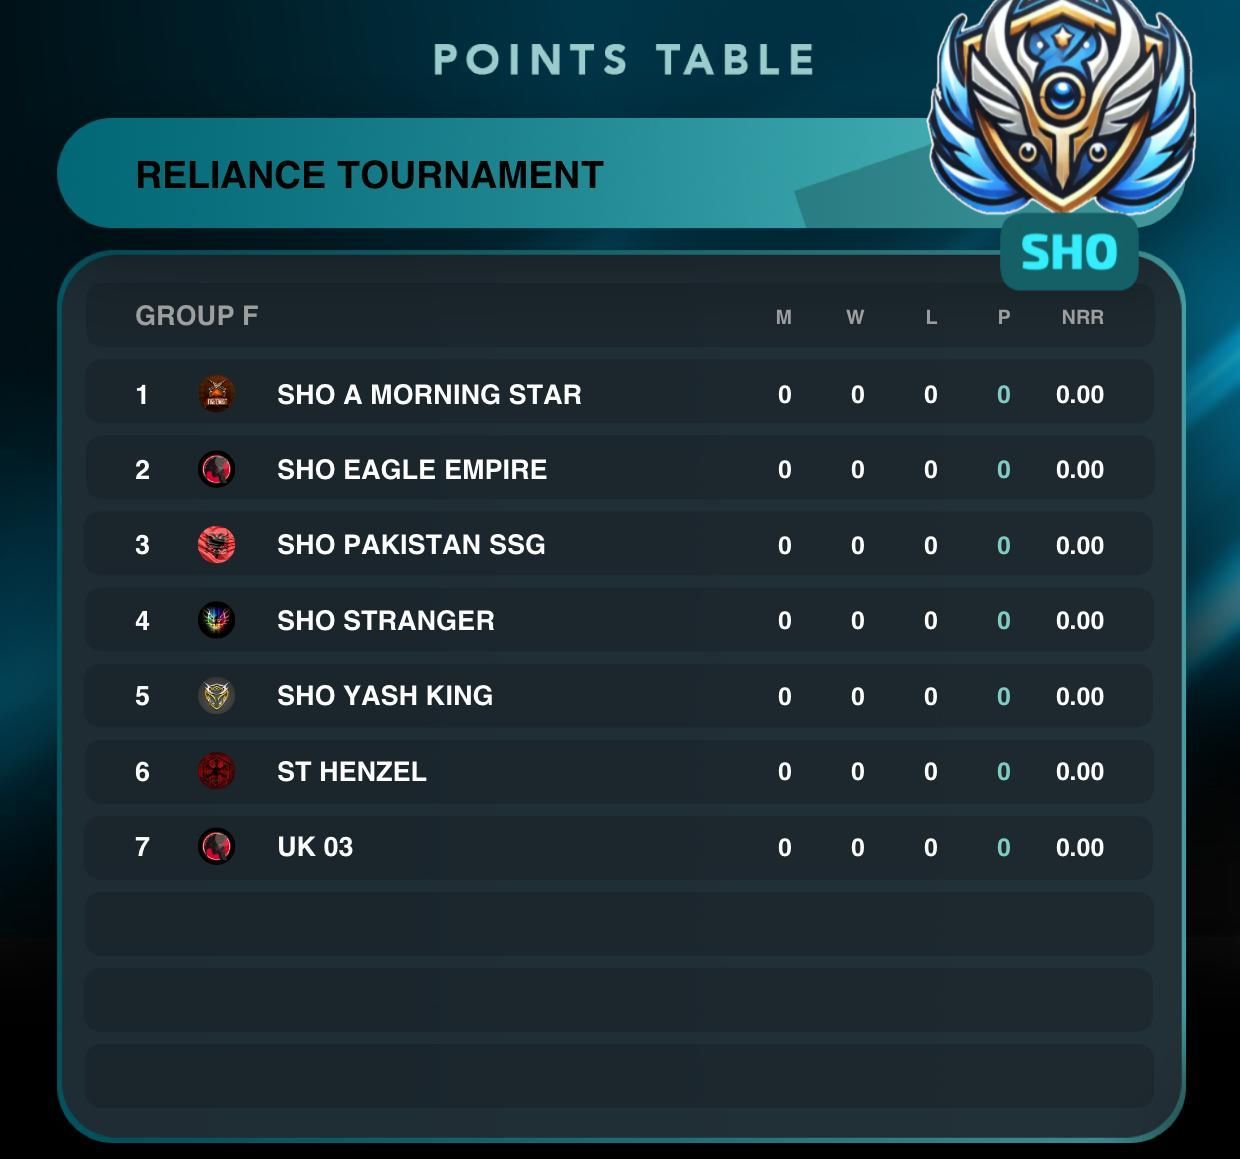 POINTS TABLE
RELIANCE TOURNAMENT
SHO
GROUP F M W L P NRR
1 SHO A MORNING STAR 0 0 0 0 0.00
2 SHO EAGLE EMPIRE 0 0 0 0 0.00
3 SHO PAKISTAN SSG 0 0 0 0 0.00
4 SHO STRANGER 0 0 0 0 0.00
5 SHO YASH KING 0 0 0 0 0.00
6 ST HENZEL 0 0 0 0 0.00
7 UK 03 0 0 0 0 0.00